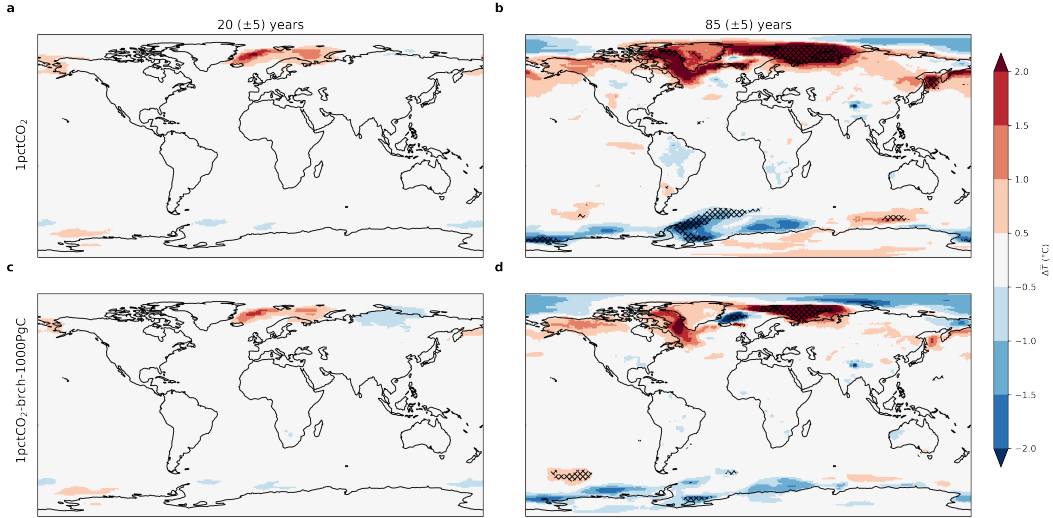 a
20 (±5) years
b
85 (±5) years
1pctCO₂
c
d
1pctCO₂-brch-1000PgC
2.0
1.5
1.0
0.5
−0.5
−1.0
−1.5
−2.0
ΔT̅ (°C)